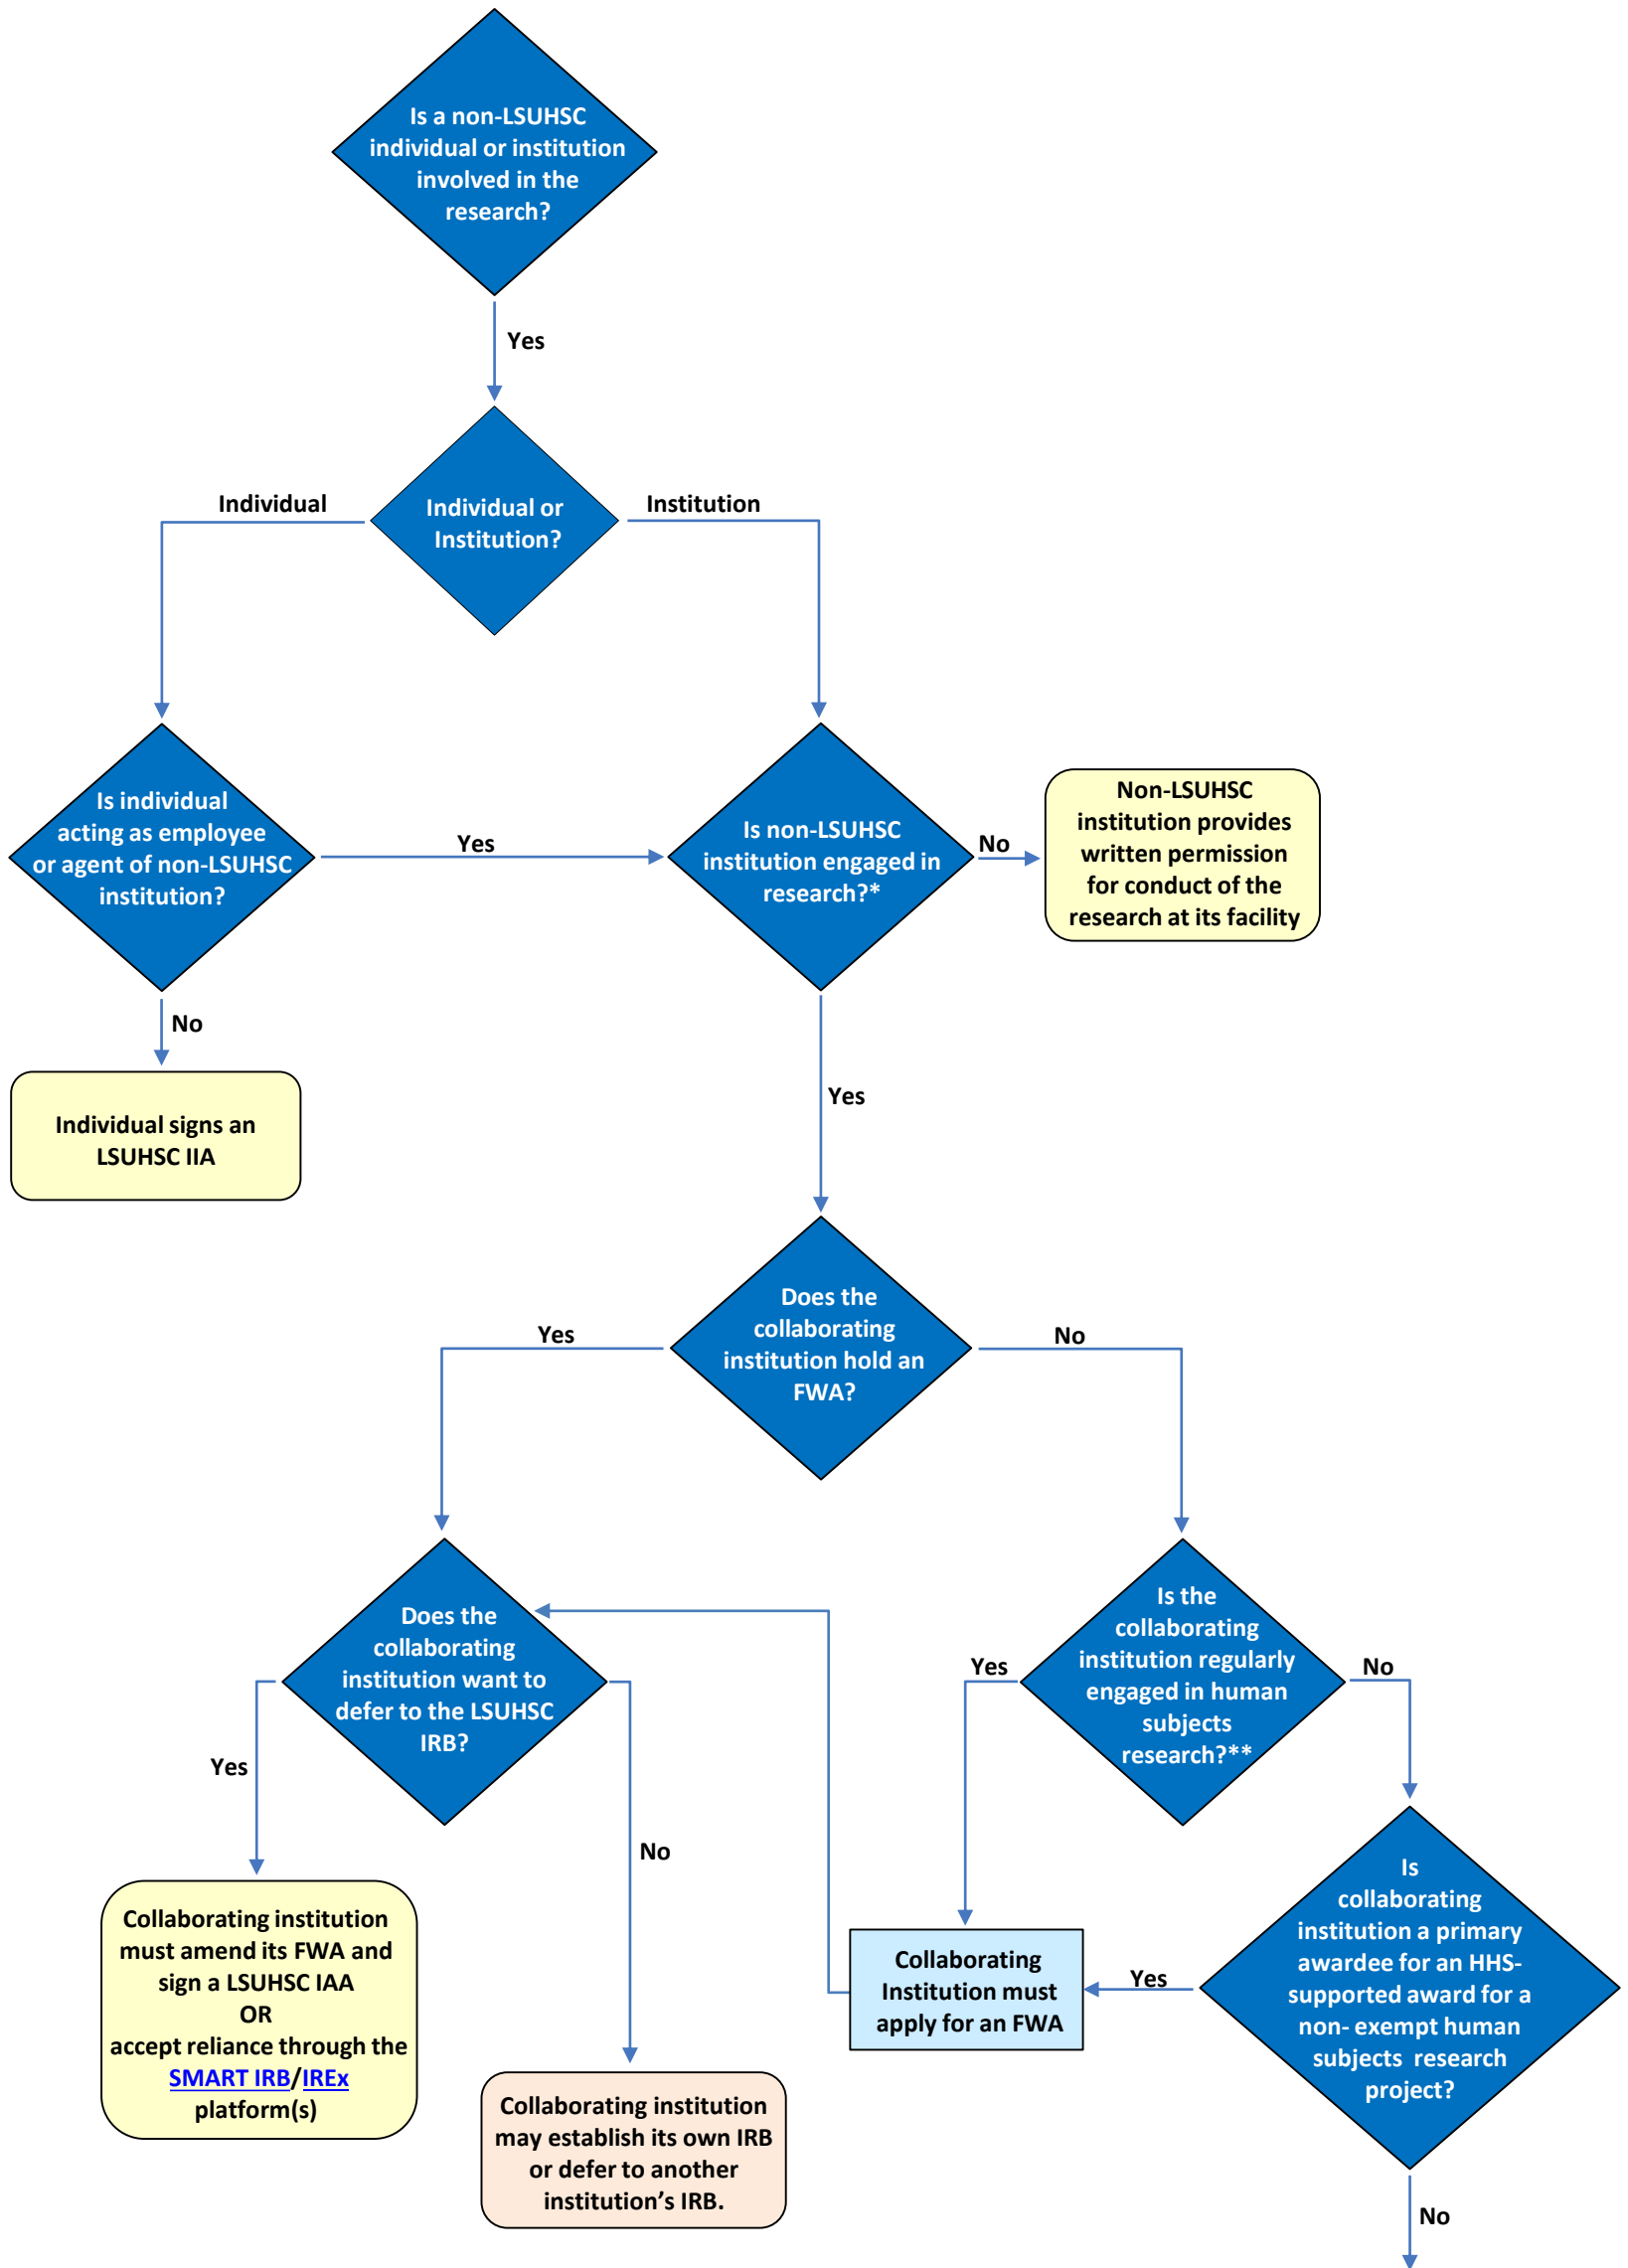 Is a non-LSUHSC
individual or institution
involved in the
research?
Yes
Individual or
Institution?
Individual
Institution
Is individual
acting as employee
or agent of non-LSUHSC
institution?
Yes
Is non-LSUHSC
institution engaged in
research?*
No
Non-LSUHSC
institution provides
written permission
for conduct of the
research at its facility
No
Individual signs an
LSUHSC IIA
Yes
Does the
collaborating
institution hold an
FWA?
Yes
No
Does the
collaborating
institution want to
defer to the LSUHSC
IRB?
Is the
collaborating
institution regularly
engaged in human
subjects
research?**
Yes
No
Yes
No
Collaborating institution
must amend its FWA and
sign a LSUHSC IAA
OR
accept reliance through the
SMART IRB/IREx
platform(s)
Collaborating institution
may establish its own IRB
or defer to another
institution’s IRB.
Collaborating
Institution must
apply for an FWA
Yes
Is
collaborating
institution a primary
awardee for an HHS-
supported award for a
non- exempt human
subjects research
project?
No